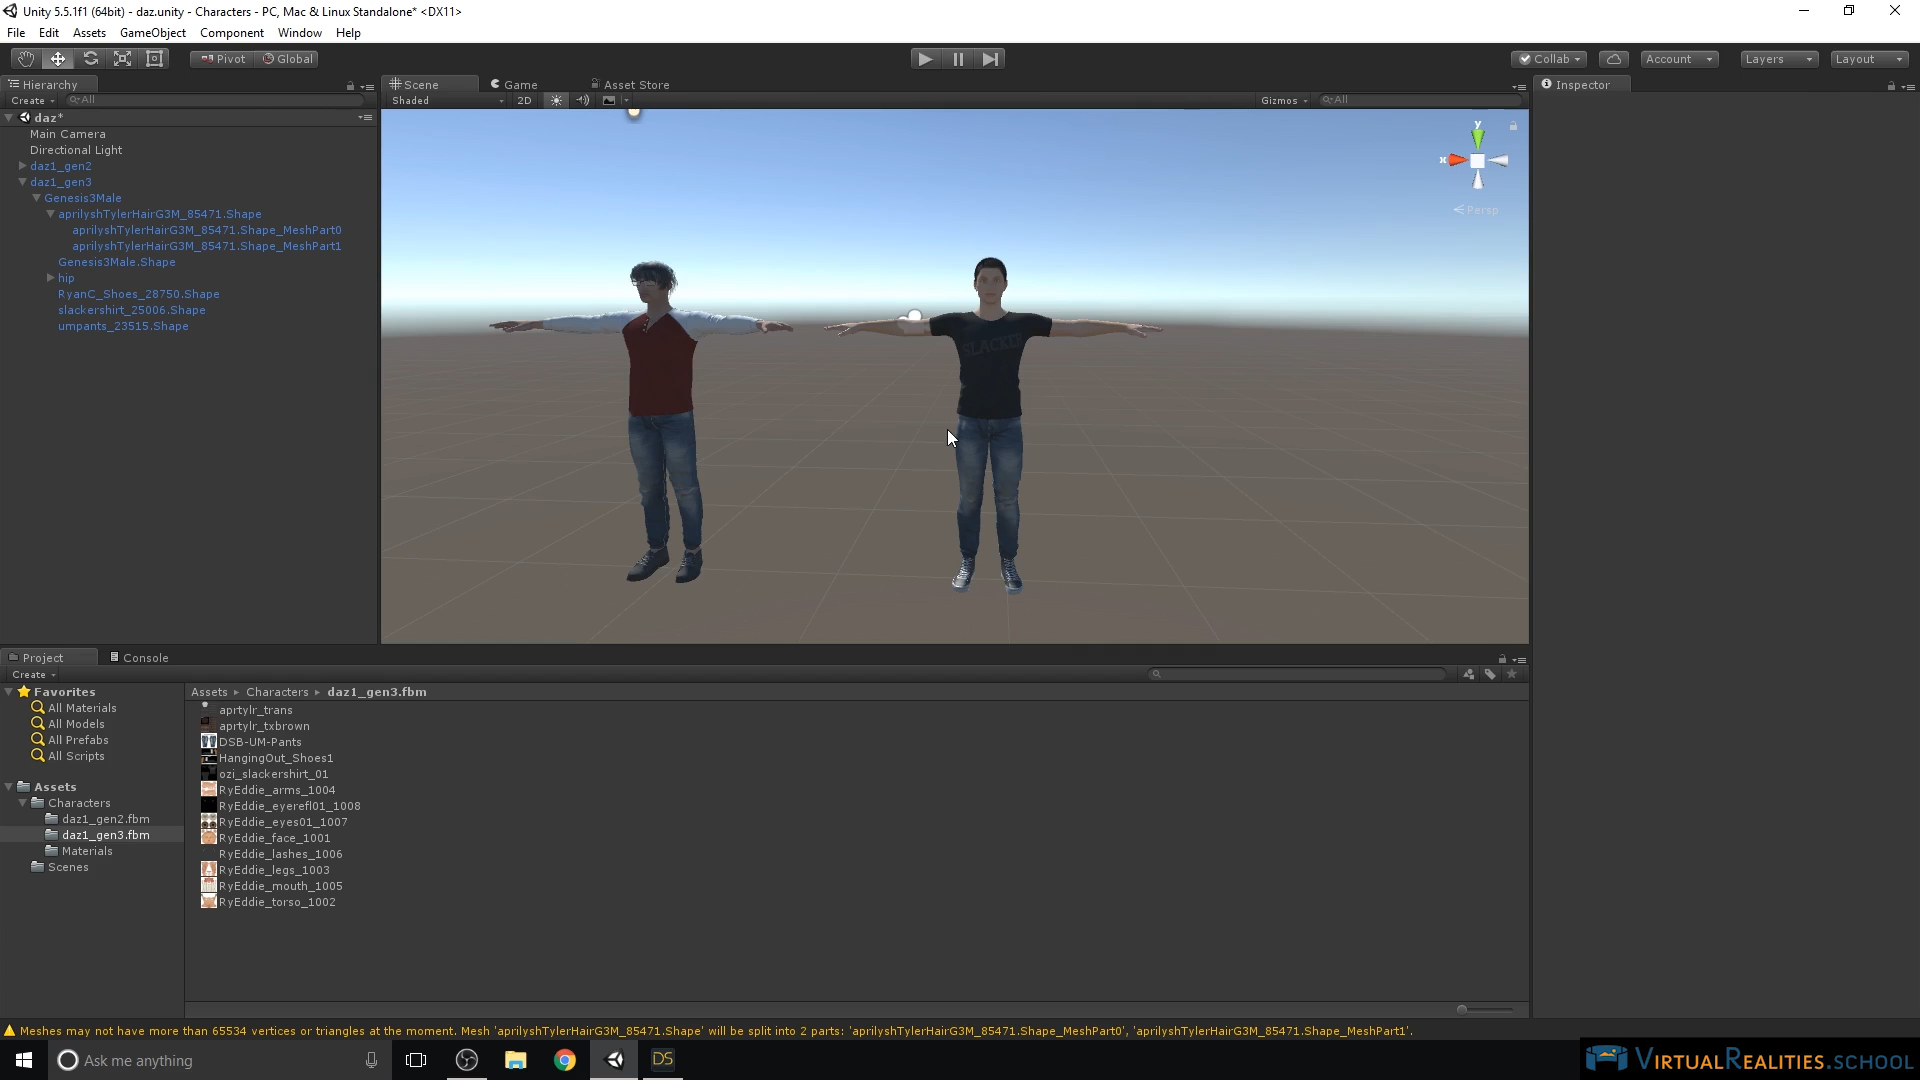 Unity 5.5.1f1 (64bit) - daz.unity - Characters - PC, Mac & Linux Standalone* <DX11>
File Edit Assets GameObject Component Window Help
Pivot Global Collab Account Layers Layout
Hierarchy Scene Game Asset Store Inspector
Create All Shaded 2D Gizmos All
daz*
Main Camera
Directional Light
daz1_gen2
daz1_gen3
Genesis3Male
aprilyshTylerHairG3M_85471.Shape
aprilyshTylerHairG3M_85471.Shape_MeshPart0
aprilyshTylerHairG3M_85471.Shape_MeshPart1
Genesis3Male.Shape
hip
RyanC_Shoes_28750.Shape
slackershirt_25006.Shape
umpants_23515.Shape
y
x
Persp
SLACKER
Project Console
Create
Favorites
All Materials
All Models
All Prefabs
All Scripts
Assets
Characters
daz1_gen2.fbm
daz1_gen3.fbm
Materials
Scenes
Assets Characters daz1_gen3.fbm
aprtylr_trans
aprtylr_txbrown
DSB-UM-Pants
HangingOut_Shoes1
ozi_slackershirt_01
RyEddie_arms_1004
RyEddie_eyerefl01_1008
RyEddie_eyes01_1007
RyEddie_face_1001
RyEddie_lashes_1006
RyEddie_legs_1003
RyEddie_mouth_1005
RyEddie_torso_1002
Meshes may not have more than 65534 vertices or triangles at the moment. Mesh 'aprilyshTylerHairG3M_85471.Shape' will be split into 2 parts: 'aprilyshTylerHairG3M_85471.Shape_MeshPart0', 'aprilyshTylerHairG3M_85471.Shape_MeshPart1'.
Ask me anything
DS
VIRTUALREALITIES.SCHOOL